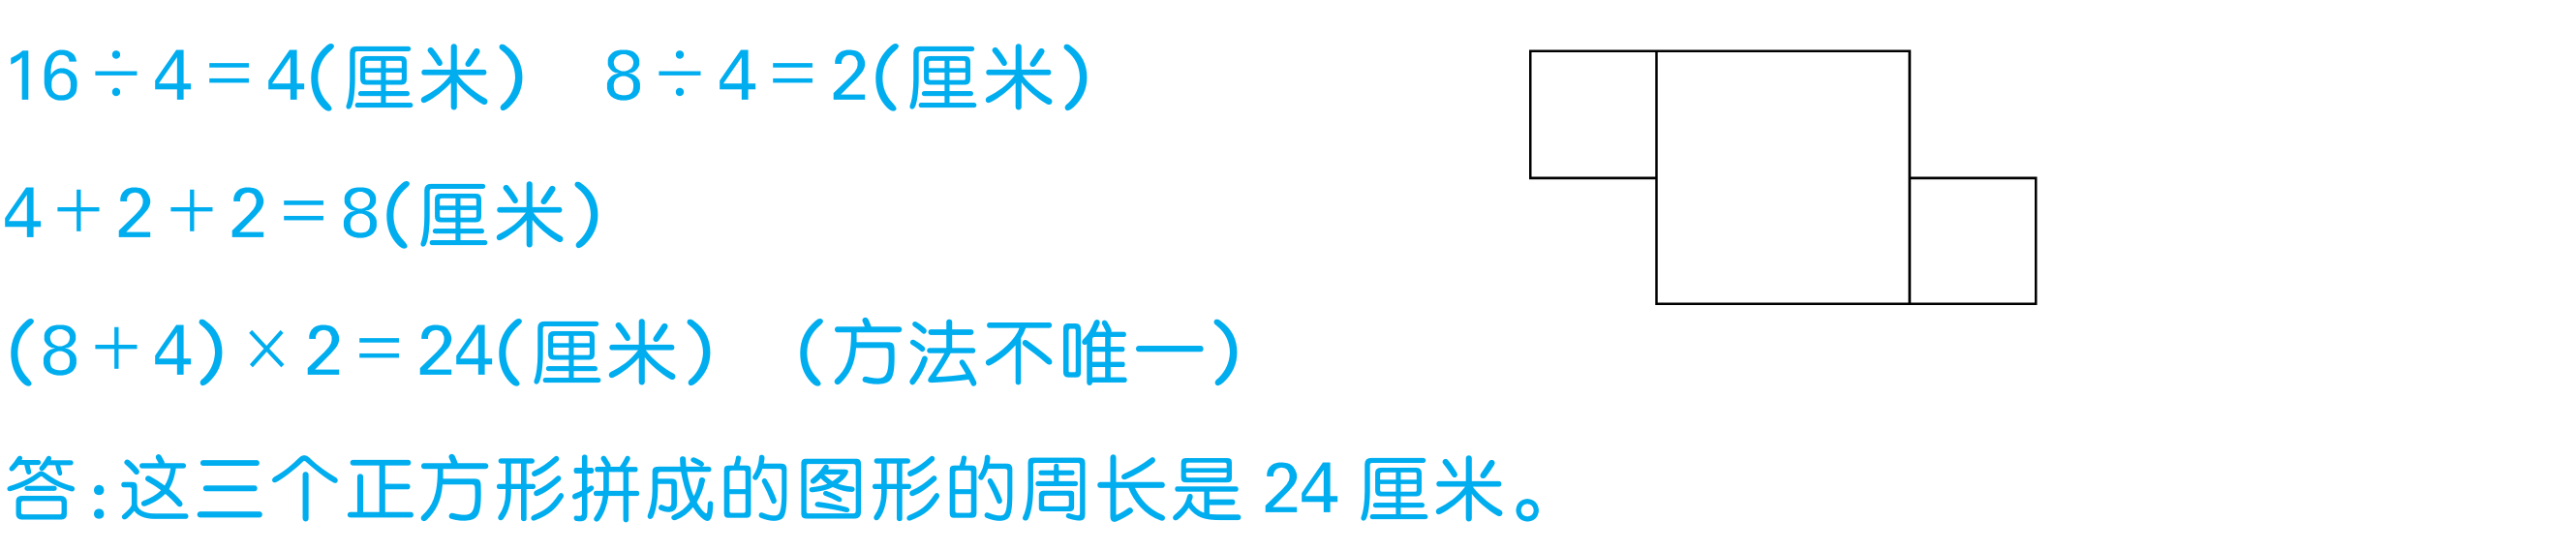 16÷4=4(厘米) 8÷4=2(厘米)
4+2+2=8(厘米)
(8+4)×2=24(厘米) (方法不唯一)
答:这三个正方形拼成的图形的周长是 24 厘米。